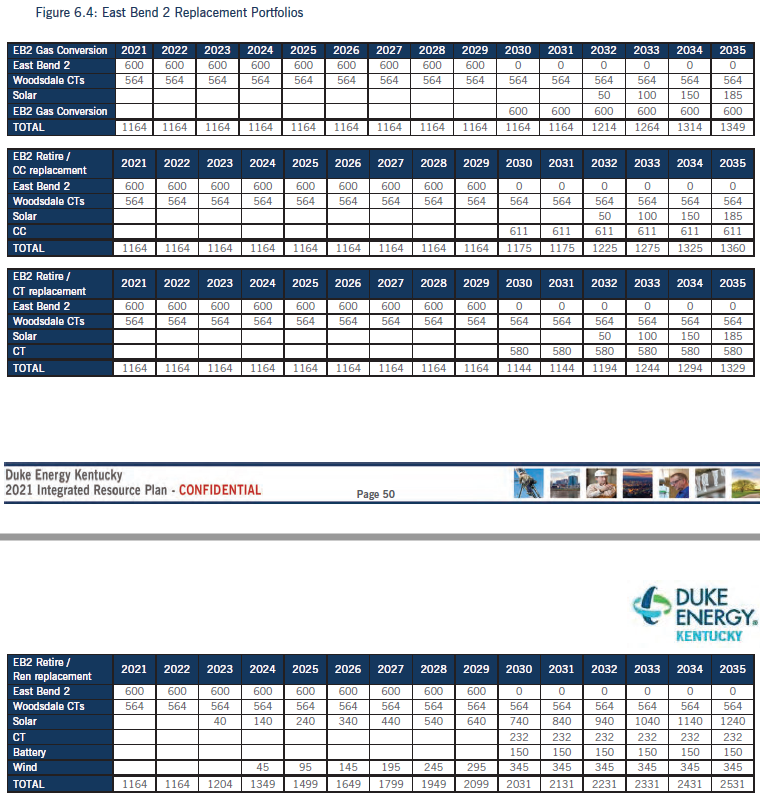 Figure 6.4: East Bend 2 Replacement Portfolios
EB2 Gas Conversion 2021 2022 2023 2024 2025 2026 2027 2028 2029 2030 2031 2032 2033 2034 2035
East Bend 2 600 600 600 600 600 600 600 600 600 0 0 0 0 0 0
Woodsdale CTs 564 564 564 564 564 564 564 564 564 564 564 564 564 564 564
Solar 50 100 150 185
EB2 Gas Conversion 600 600 600 600 600 600
TOTAL 1164 1164 1164 1164 1164 1164 1164 1164 1164 1164 1164 1214 1264 1314 1349
EB2 Retire /
CC replacement 2021 2022 2023 2024 2025 2026 2027 2028 2029 2030 2031 2032 2033 2034 2035
East Bend 2 600 600 600 600 600 600 600 600 600 0 0 0 0 0 0
Woodsdale CTs 564 564 564 564 564 564 564 564 564 564 564 564 564 564 564
Solar 50 100 150 185
CC 611 611 611 611 611 611
TOTAL 1164 1164 1164 1164 1164 1164 1164 1164 1164 1175 1175 1225 1275 1325 1360
EB2 Retire /
CT replacement 2021 2022 2023 2024 2025 2026 2027 2028 2029 2030 2031 2032 2033 2034 2035
East Bend 2 600 600 600 600 600 600 600 600 600 0 0 0 0 0 0
Woodsdale CTs 564 564 564 564 564 564 564 564 564 564 564 564 564 564 564
Solar 50 100 150 185
CT 580 580 580 580 580 580
TOTAL 1164 1164 1164 1164 1164 1164 1164 1164 1164 1144 1144 1194 1244 1294 1329
Duke Energy Kentucky
2021 Integrated Resource Plan - CONFIDENTIAL
Page 50
DUKE
ENERGY®
KENTUCKY
EB2 Retire /
Ren replacement 2021 2022 2023 2024 2025 2026 2027 2028 2029 2030 2031 2032 2033 2034 2035
East Bend 2 600 600 600 600 600 600 600 600 600 0 0 0 0 0 0
Woodsdale CTs 564 564 564 564 564 564 564 564 564 564 564 564 564 564 564
Solar 40 140 240 340 440 540 640 740 840 940 1040 1140 1240
CT 232 232 232 232 232 232
Battery 150 150 150 150 150 150
Wind 45 95 145 195 245 295 345 345 345 345 345 345
TOTAL 1164 1164 1204 1349 1499 1649 1799 1949 2099 2031 2131 2231 2331 2431 2531